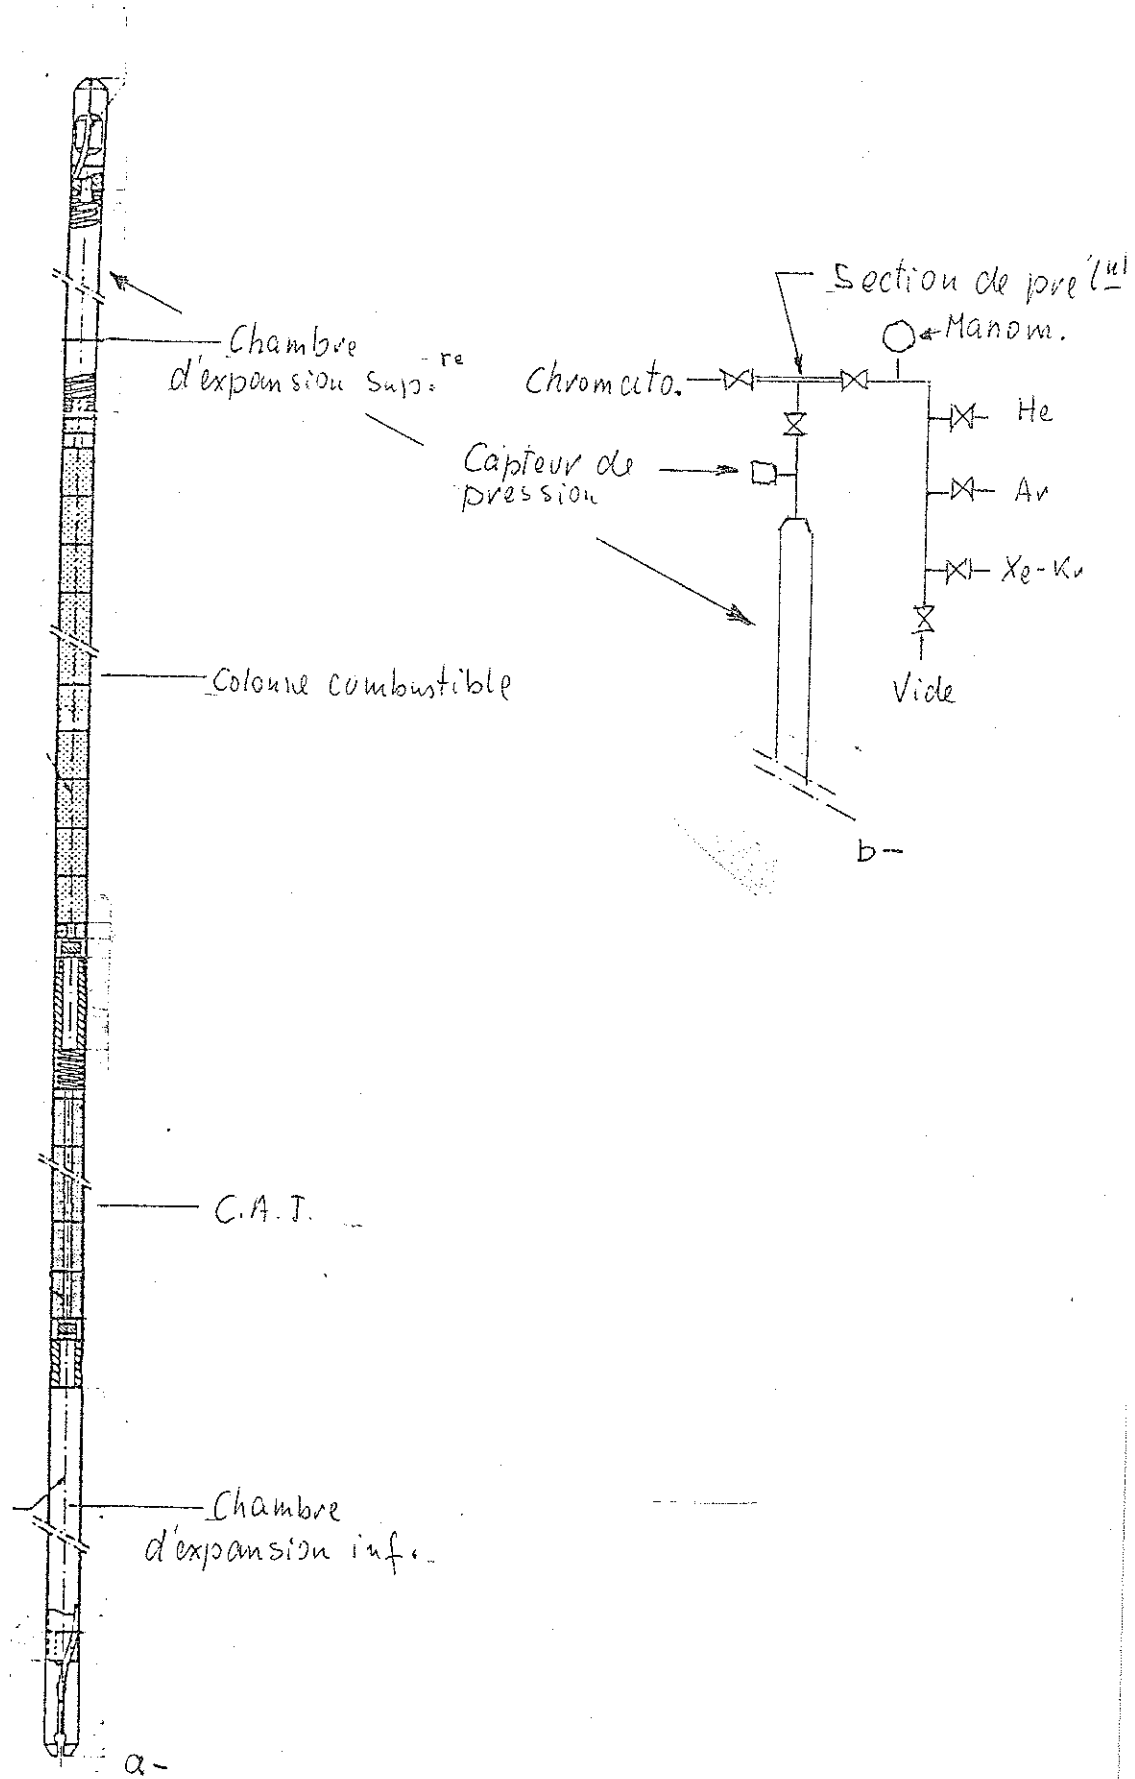 Section de prél^(nt)
Manom.
Chambre
d'expansion sup.^re
Chromato.
He
Capteur de
pression
Ar
Xe-Kr
Colonne combustible
Vide
b-
C.A.I.
Chambre
d'expansion inf.
a-